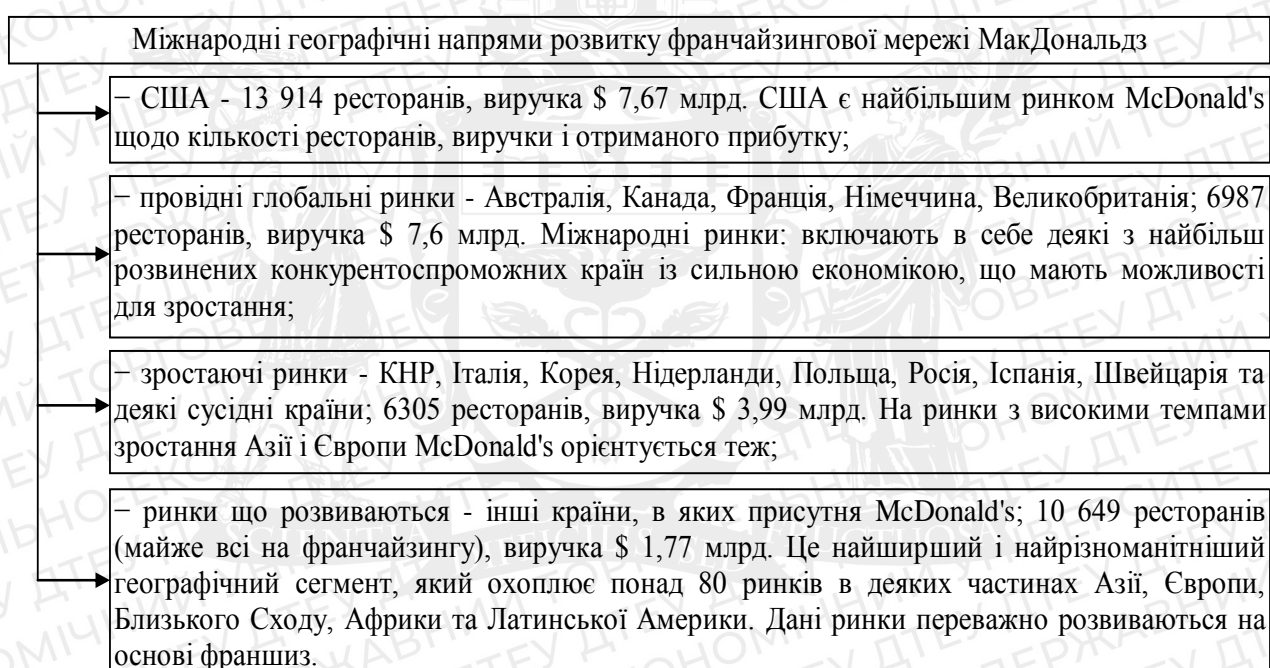 Міжнародні географічні напрями розвитку франчайзингової мережі МакДональдз
− США - 13 914 ресторанів, виручка $ 7,67 млрд. США є найбільшим ринком McDonald's
щодо кількості ресторанів, виручки і отриманого прибутку;
− провідні глобальні ринки - Австралія, Канада, Франція, Німеччина, Великобританія; 6987
ресторанів, виручка $ 7,6 млрд. Міжнародні ринки: включають в себе деякі з найбільш
розвинених конкурентоспроможних країн із сильною економікою, що мають можливості
для зростання;
− зростаючі ринки - КНР, Італія, Корея, Нідерланди, Польща, Росія, Іспанія, Швейцарія та
деякі сусідні країни; 6305 ресторанів, виручка $ 3,99 млрд. На ринки з високими темпами
зростання Азії і Європи McDonald's орієнтується теж;
− ринки що розвиваються - інші країни, в яких присутня McDonald's; 10 649 ресторанів
(майже всі на франчайзингу), виручка $ 1,77 млрд. Це найширший і найрізноманітніший
географічний сегмент, який охоплює понад 80 ринків в деяких частинах Азії, Європи,
Близького Сходу, Африки та Латинської Америки. Дані ринки переважно розвиваються на
основі франшиз.